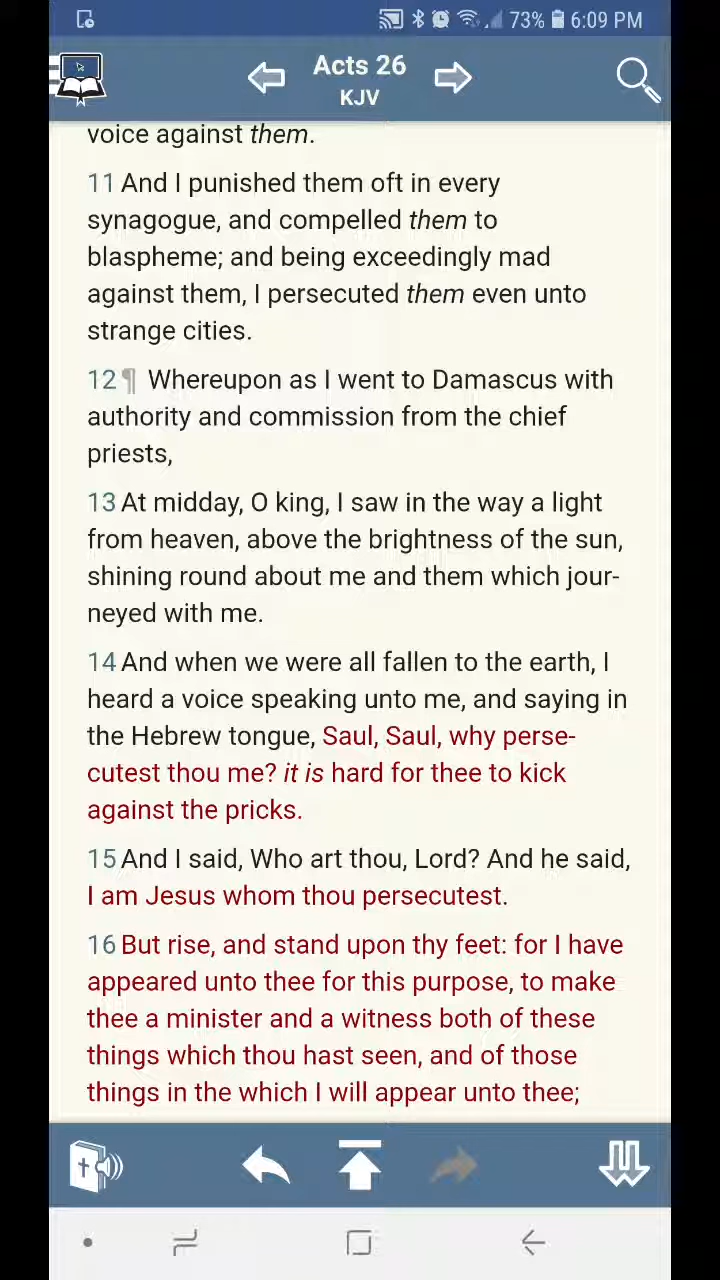 73% 6:09 PM
Acts 26
KJV
voice against them.
11 And I punished them oft in every
synagogue, and compelled them to
blaspheme; and being exceedingly mad
against them, I persecuted them even unto
strange cities.
12 ¶ Whereupon as I went to Damascus with
authority and commission from the chief
priests,
13 At midday, O king, I saw in the way a light
from heaven, above the brightness of the sun,
shining round about me and them which jour-
neyed with me.
14 And when we were all fallen to the earth, I
heard a voice speaking unto me, and saying in
the Hebrew tongue, Saul, Saul, why perse-
cutest thou me? it is hard for thee to kick
against the pricks.
15 And I said, Who art thou, Lord? And he said,
I am Jesus whom thou persecutest.
16 But rise, and stand upon thy feet: for I have
appeared unto thee for this purpose, to make
thee a minister and a witness both of these
things which thou hast seen, and of those
things in the which I will appear unto thee;